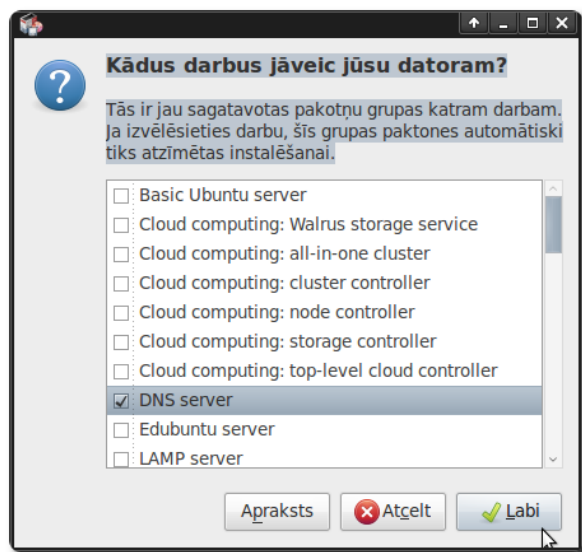 Kādus darbus jāveic jūsu datoram?
Tās ir jau sagatavotas pakotņu grupas katram darbam.
Ja izvēlēsieties darbu, šīs grupas paktones automātiski
tiks atzīmētas instalēšanai.
Basic Ubuntu server
Cloud computing: Walrus storage service
Cloud computing: all-in-one cluster
Cloud computing: cluster controller
Cloud computing: node controller
Cloud computing: storage controller
Cloud computing: top-level cloud controller
DNS server
Edubuntu server
LAMP server
Apraksts Atcelt Labi